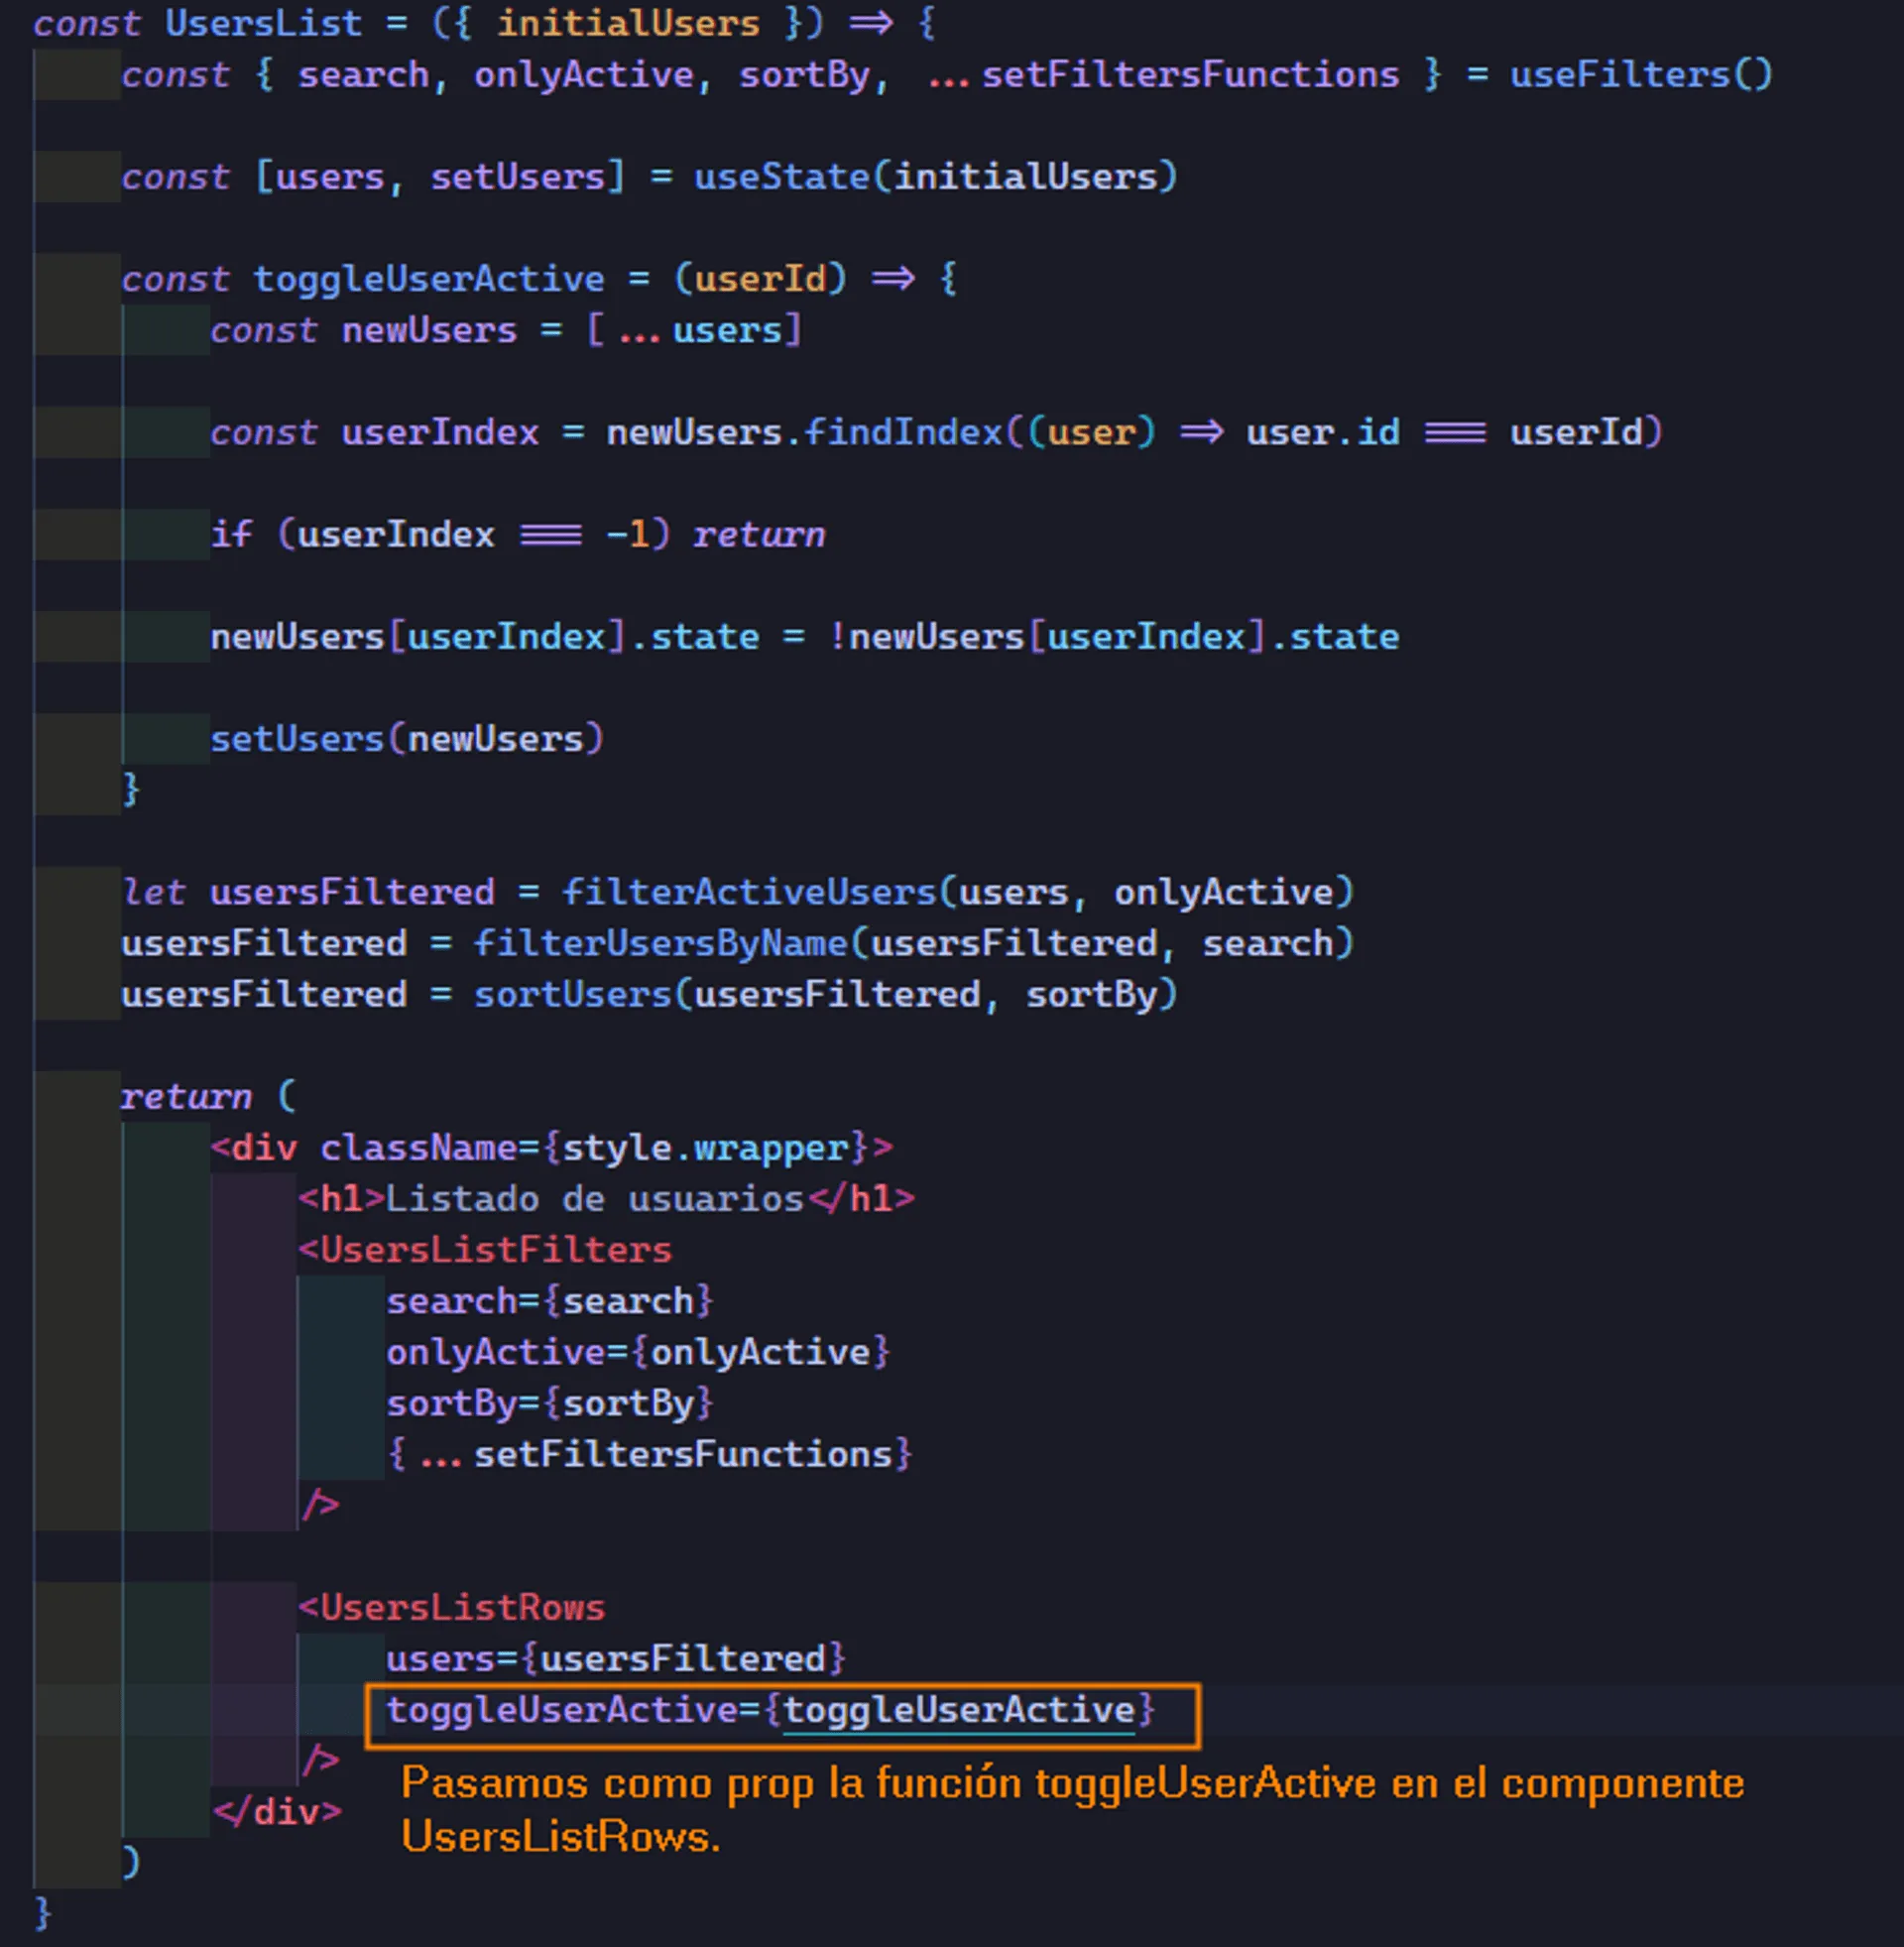 const UsersList = ({ initialUsers }) => {
const { search, onlyActive, sortBy, ...setFiltersFunctions } = useFilters()
const [users, setUsers] = useState(initialUsers)
const toggleUserActive = (userId) => {
const newUsers = [...users]
const userIndex = newUsers.findIndex((user) => user.id === userId)
if (userIndex === -1) return
newUsers[userIndex].state = !newUsers[userIndex].state
setUsers(newUsers)
}
let usersFiltered = filterActiveUsers(users, onlyActive)
usersFiltered = filterUsersByName(usersFiltered, search)
usersFiltered = sortUsers(usersFiltered, sortBy)
return (
<div className={style.wrapper}>
<h1>Listado de usuarios</h1>
<UsersListFilters
search={search}
onlyActive={onlyActive}
sortBy={sortBy}
{...setFiltersFunctions}
/>
<UsersListRows
users={usersFiltered}
toggleUserActive={toggleUserActive}
/>
Pasamos como prop la función toggleUserActive en el componente
</div>
UsersListRows.
)
}